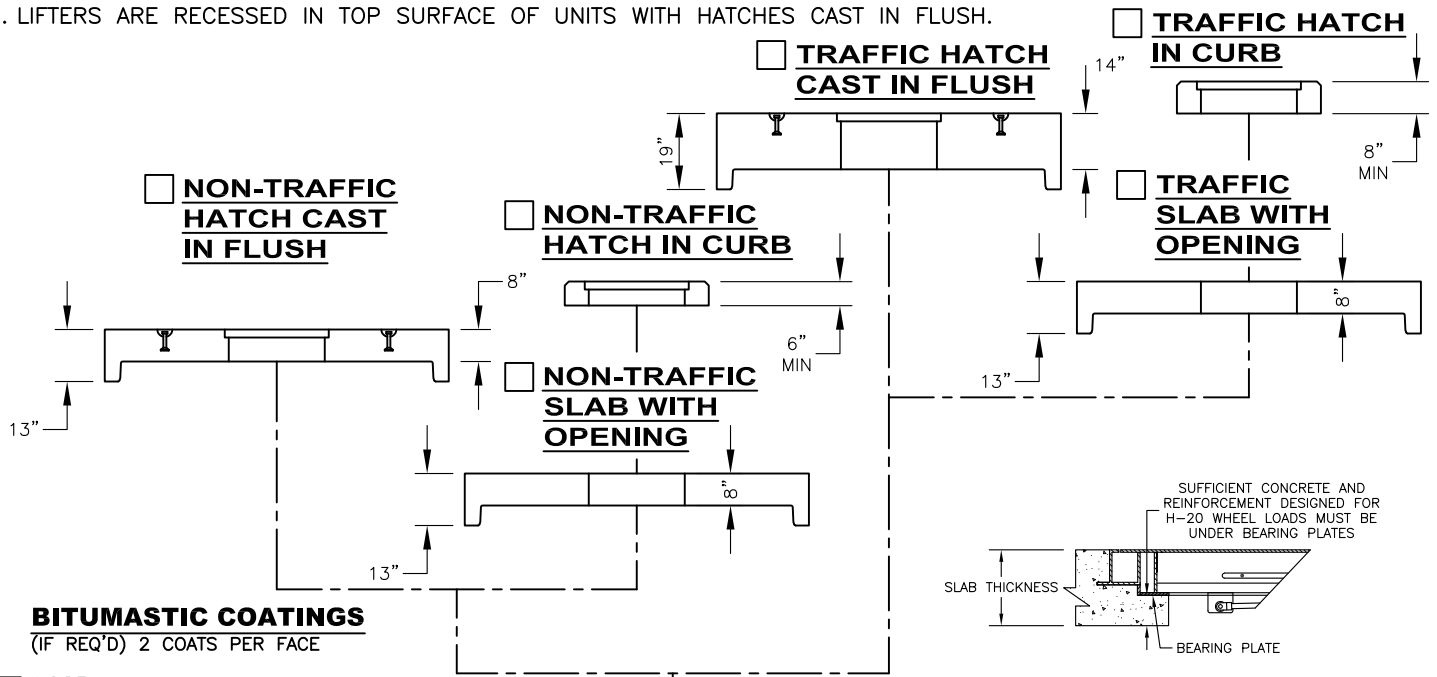 . LIFTERS ARE RECESSED IN TOP SURFACE OF UNITS WITH HATCHES CAST IN FLUSH.
TRAFFIC HATCH
IN CURB
8"
MIN
TRAFFIC HATCH
CAST IN FLUSH
14"
19"
NON-TRAFFIC
HATCH CAST
IN FLUSH
8"
13"
NON-TRAFFIC
HATCH IN CURB
6"
MIN
TRAFFIC
SLAB WITH
OPENING
8"
13"
NON-TRAFFIC
SLAB WITH
OPENING
8"
13"
SUFFICIENT CONCRETE AND
REINFORCEMENT DESIGNED FOR
H-20 WHEEL LOADS MUST BE
UNDER BEARING PLATES
SLAB THICKNESS
BEARING PLATE
BITUMASTIC COATINGS
(IF REQ'D) 2 COATS PER FACE